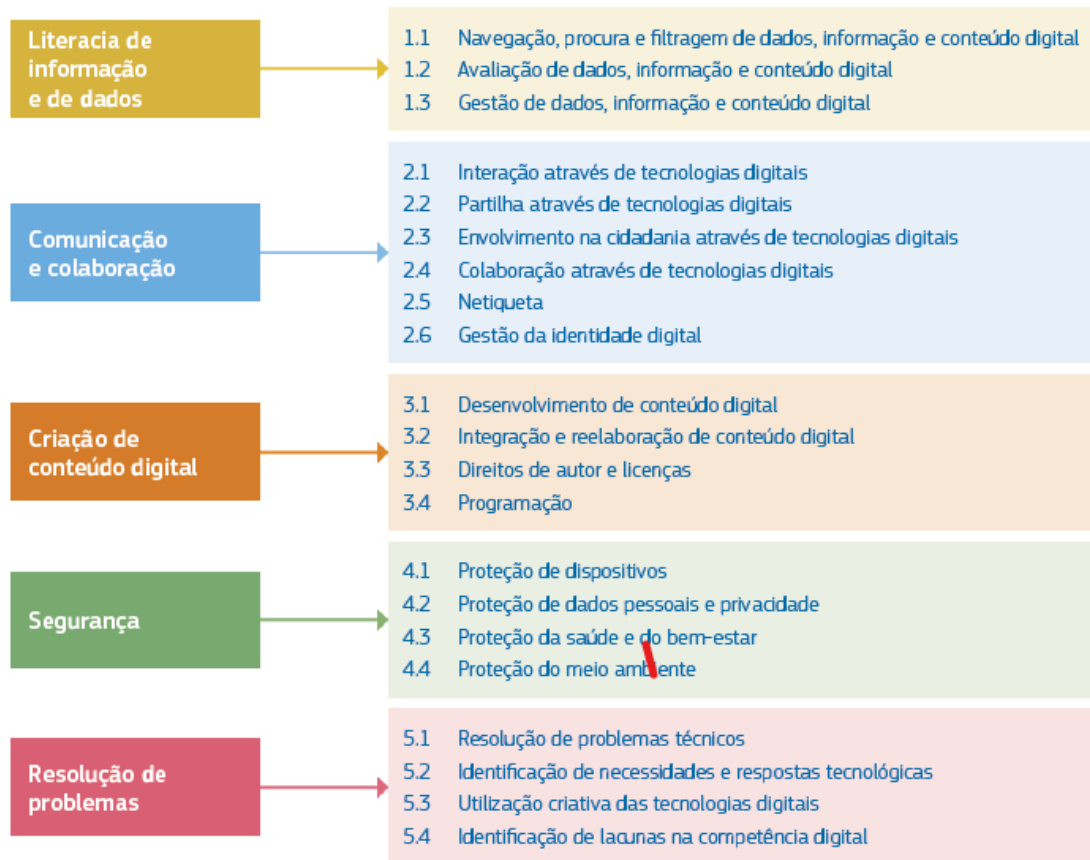 Literacia de
informação
e de dados
1.1 Navegação, procura e filtragem de dados, informação e conteúdo digital
1.2 Avaliação de dados, informação e conteúdo digital
1.3 Gestão de dados, informação e conteúdo digital
Comunicação
e colaboração
2.1 Interação através de tecnologias digitais
2.2 Partilha através de tecnologias digitais
2.3 Envolvimento na cidadania através de tecnologias digitais
2.4 Colaboração através de tecnologias digitais
2.5 Netiqueta
2.6 Gestão da identidade digital
Criação de
conteúdo digital
3.1 Desenvolvimento de conteúdo digital
3.2 Integração e reelaboração de conteúdo digital
3.3 Direitos de autor e licenças
3.4 Programação
Segurança
4.1 Proteção de dispositivos
4.2 Proteção de dados pessoais e privacidade
4.3 Proteção da saúde e do bem-estar
4.4 Proteção do meio ambiente
Resolução de
problemas
5.1 Resolução de problemas técnicos
5.2 Identificação de necessidades e respostas tecnológicas
5.3 Utilização criativa das tecnologias digitais
5.4 Identificação de lacunas na competência digital